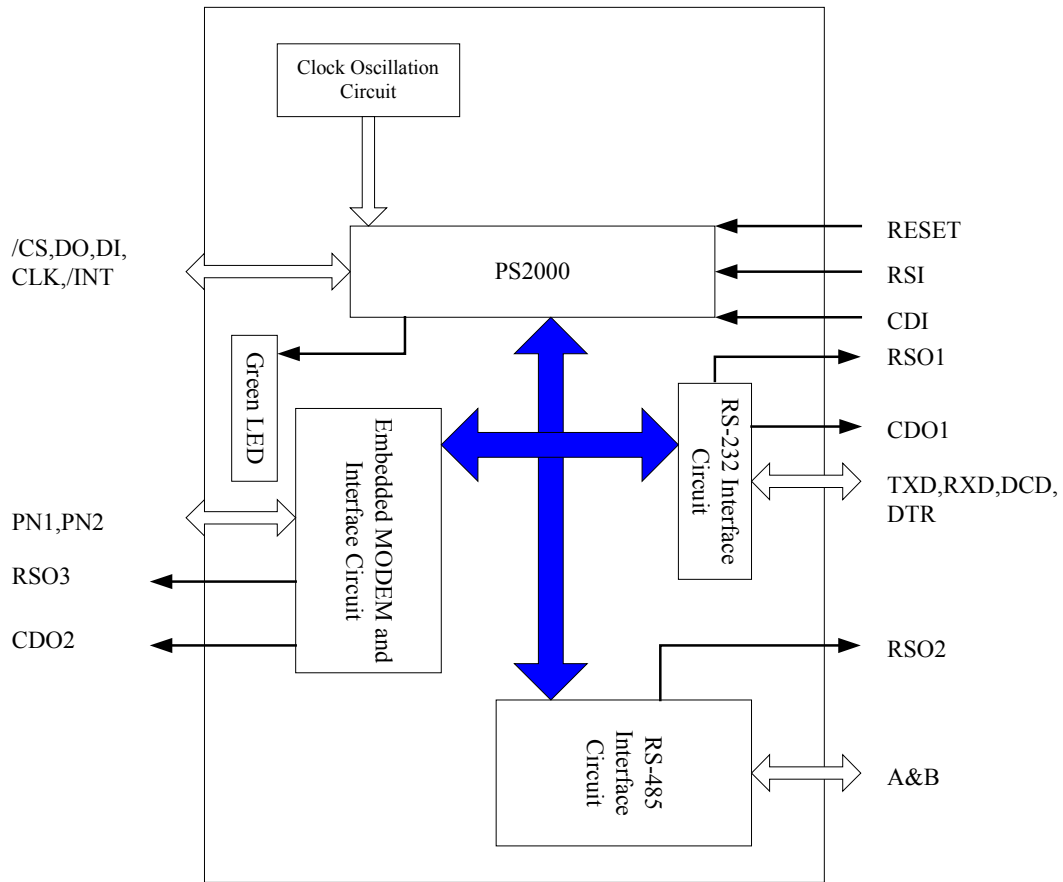 Clock Oscillation
Circuit
/CS,DO,DI,
CLK,/INT
PS2000
RESET
RSI
CDI
Green LED
RSO1
RS-232 Interface
Circuit
CDO1
TXD,RXD,DCD,
DTR
Embedded MODEM and
Interface Circuit
PN1,PN2
RSO3
CDO2
RSO2
RS-485
Interface
Circuit
A&B